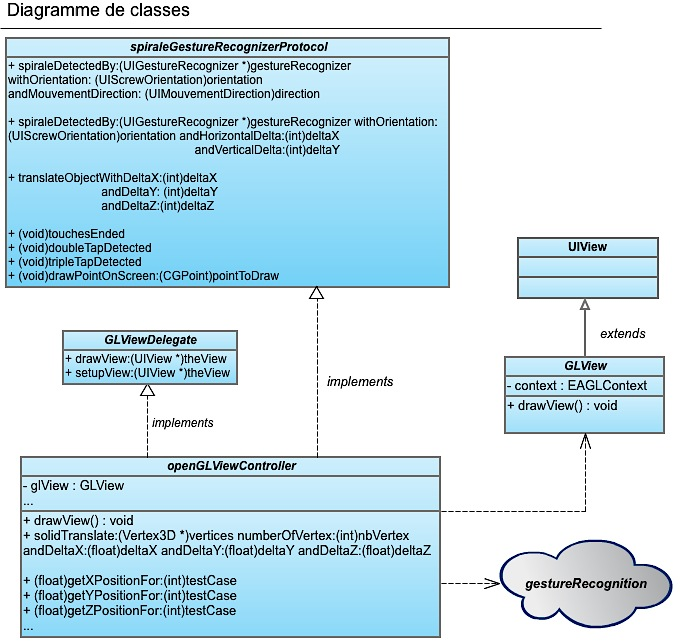 Diagramme de classes
spiraleGestureRecognizerProtocol
+ spiraleDetectedBy:(UIGestureRecognizer *)gestureRecognizer
withOrientation: (UIScrewOrientation)orientation
andMouvementDirection: (UIMouvementDirection)direction
+ spiraleDetectedBy:(UIGestureRecognizer *)gestureRecognizer withOrientation:
(UIScrewOrientation)orientation andHorizontalDelta:(int)deltaX
andVerticalDelta:(int)deltaY
+ translateObjectWithDeltaX:(int)deltaX
andDeltaY: (int)deltaY
andDeltaZ:(int)deltaZ
+ (void)touchesEnded
+ (void)doubleTapDetected
+ (void)tripleTapDetected
+ (void)drawPointOnScreen:(CGPoint)pointToDraw
UIView
extends
GLView
- context : EAGLContext
+ drawView() : void
GLViewDelegate
+ drawView:(UIView *)theView
+ setupView:(UIView *)theView
implements
implements
openGLViewController
- glView : GLView
...
+ drawView() : void
+ solidTranslate:(Vertex3D *)vertices numberOfVertex:(int)nbVertex
andDeltaX:(float)deltaX andDeltaY:(float)deltaY andDeltaZ:(float)deltaZ
+ (float)getXPositionFor:(int)testCase
+ (float)getYPositionFor:(int)testCase
+ (float)getZPositionFor:(int)testCase
...
gestureRecognition